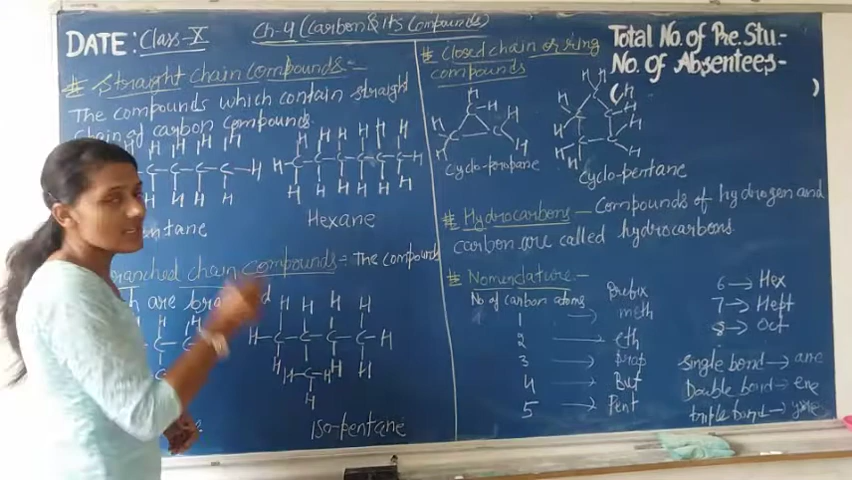 DATE: Class-X
Ch-4 (Carbon & its Compounds)
# Straight chain compounds:-
The compounds which contain straight
chain of carbon compounds.
H H H H
C C C C H
H H H H
entane
H H H H H H
H C C C C C C H
H H H H H H
Hexane
ranched chain compounds:- The compounds
h are branched
H H H H
H C C C C H
H H H
H C H
H
Iso-pentane
# Closed chain or ring
compounds
Cyclo-propane
Cyclo-pentane
# Hydrocarbons - Compounds of hydrogen and
carbon are called hydrocarbons.
# Nomenclature -
No of carbon atoms Prefix
1 → meth
2 → eth
3 → Prop
4 → But
5 → Pent
6 → Hex
7 → Hept
8 → Oct
single bond → ane
Double bond → ene
triple bond → yne
Total No. of Pre. Stu.-
No. of Absentees-
( )